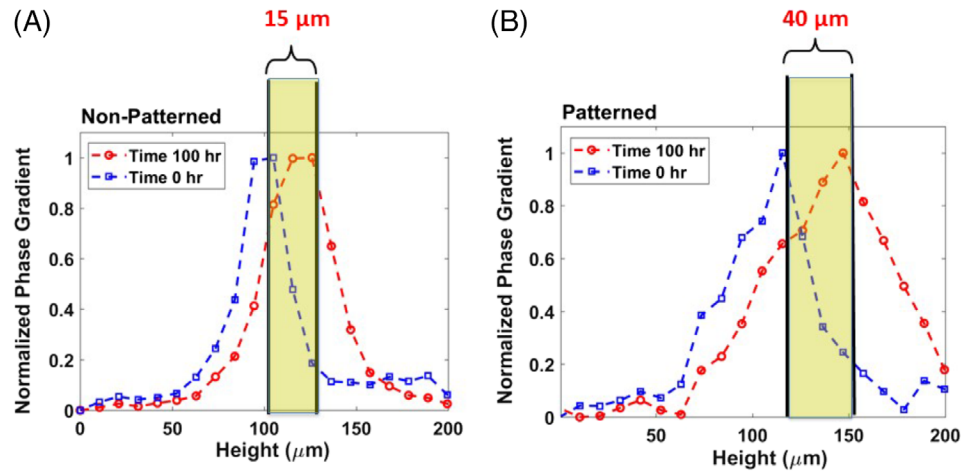 (A)
15 μm
Non-Patterned
Time 100 hr
Time 0 hr
Normalized Phase Gradient
1
0.8
0.6
0.4
0.2
0
0
50
100
150
200
Height (μm)
(B)
40 μm
Patterned
Time 100 hr
Time 0 hr
Normalized Phase Gradient
1
0.8
0.6
0.4
0.2
0
50
100
150
200
Height (μm)